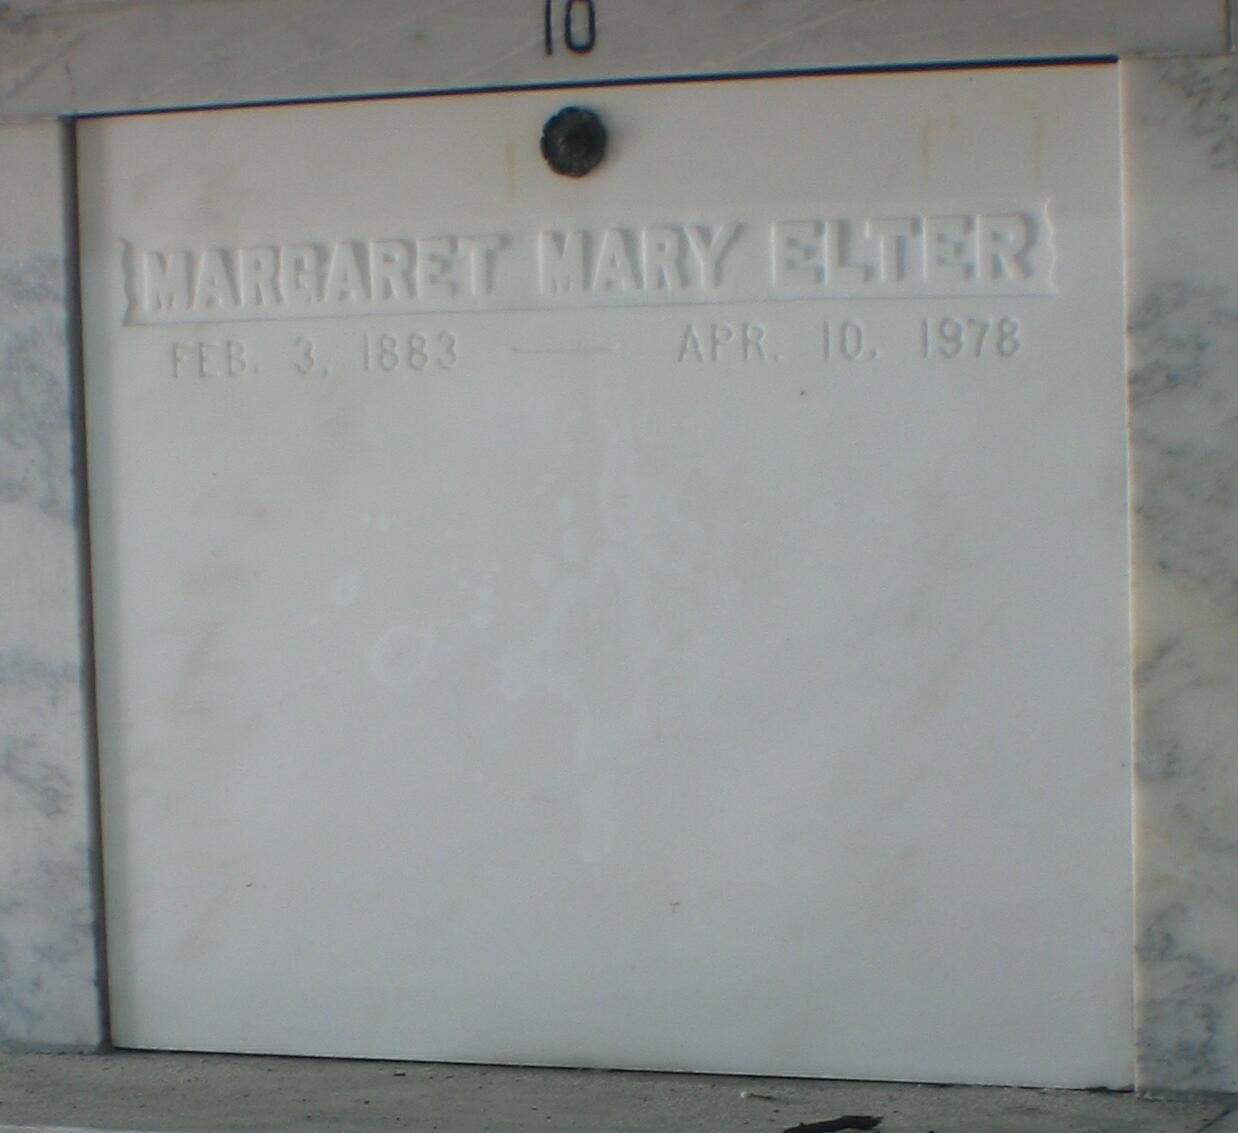 10
MARGARET MARY ELTER
FEB. 3, 1883 — APR. 10, 1978